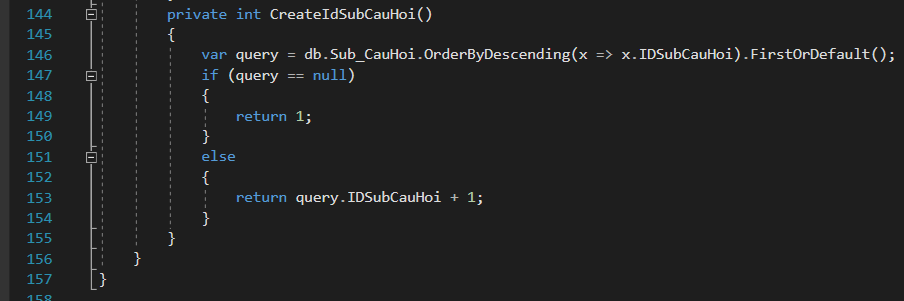 144 private int CreateIdSubCauHoi()
145 {
146 var query = db.Sub_CauHoi.OrderByDescending(x => x.IDSubCauHoi).FirstOrDefault();
147 if (query == null)
148 {
149 return 1;
150 }
151 else
152 {
153 return query.IDSubCauHoi + 1;
154 }
155 }
156 }
157 }
158